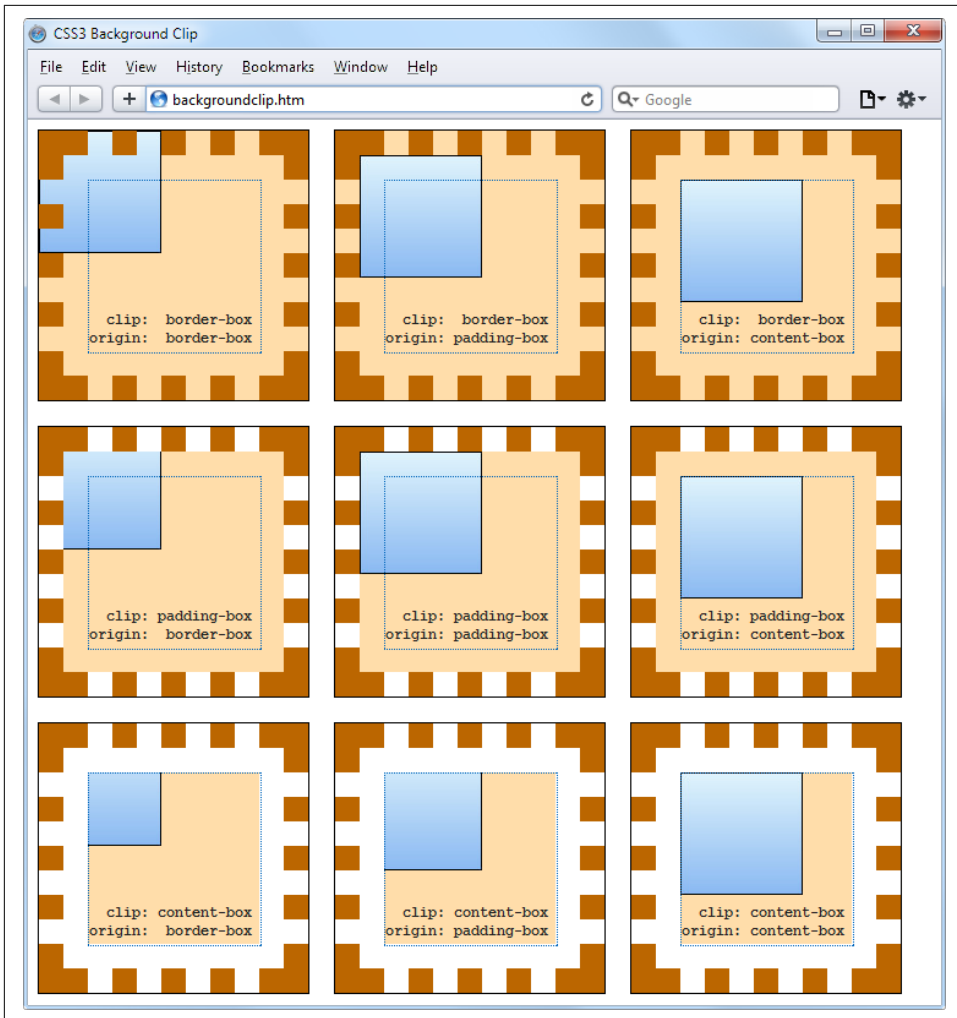 CSS3 Background Clip
File Edit View History Bookmarks Window Help
backgroundclip.htm
Google
clip: border-box
origin: border-box
clip: border-box
origin: padding-box
clip: border-box
origin: content-box
clip: padding-box
origin: border-box
clip: padding-box
origin: padding-box
clip: padding-box
origin: content-box
clip: content-box
origin: border-box
clip: content-box
origin: padding-box
clip: content-box
origin: content-box